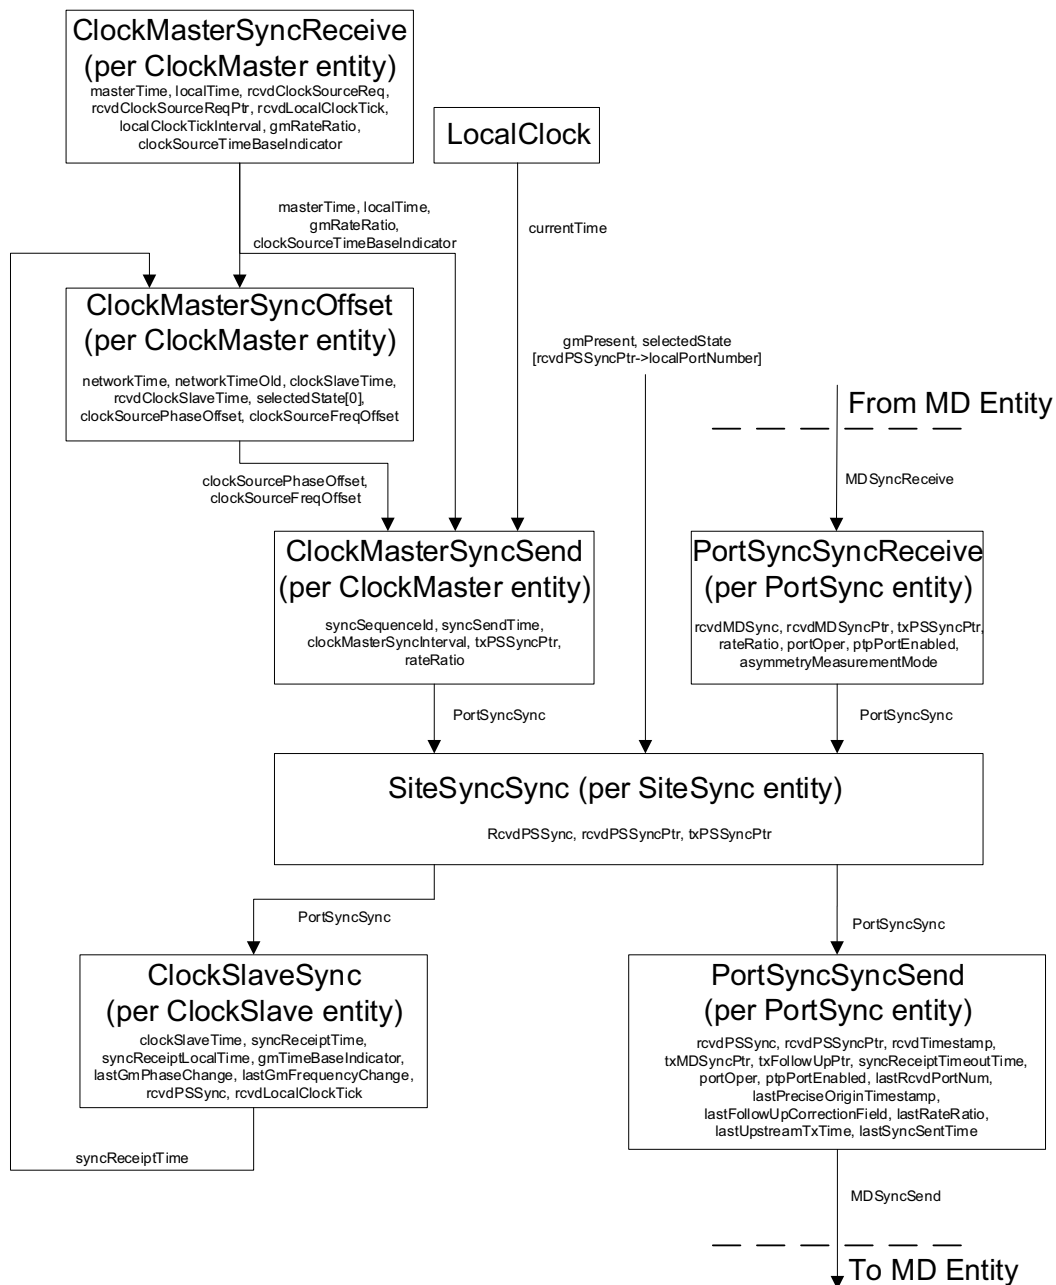 ClockMasterSyncReceive
(per ClockMaster entity)
masterTime, localTime, rcvdClockSourceReq,
rcvdClockSourceReqPtr, rcvdLocalClockTick,
localClockTickInterval, gmRateRatio,
clockSourceTimeBaseIndicator
LocalClock
masterTime, localTime,
gmRateRatio,
clockSourceTimeBaseIndicator
currentTime
ClockMasterSyncOffset
(per ClockMaster entity)
networkTime, networkTimeOld, clockSlaveTime,
rcvdClockSlaveTime, selectedState[0],
clockSourcePhaseOffset, clockSourceFreqOffset
gmPresent, selectedState
[rcvdPSSyncPtr->localPortNumber]
From MD Entity
clockSourcePhaseOffset,
clockSourceFreqOffset
MDSyncReceive
ClockMasterSyncSend
(per ClockMaster entity)
syncSequenceId, syncSendTime,
clockMasterSyncInterval, txPSSyncPtr,
rateRatio
PortSyncSyncReceive
(per PortSync entity)
rcvdMDSync, rcvdMDSyncPtr, txPSSyncPtr,
rateRatio, portOper, ptpPortEnabled,
asymmetryMeasurementMode
PortSyncSync
PortSyncSync
SiteSyncSync (per SiteSync entity)
RcvdPSSync, rcvdPSSyncPtr, txPSSyncPtr
PortSyncSync
PortSyncSync
ClockSlaveSync
(per ClockSlave entity)
clockSlaveTime, syncReceiptTime,
syncReceiptLocalTime, gmTimeBaseIndicator,
lastGmPhaseChange, lastGmFrequencyChange,
rcvdPSSync, rcvdLocalClockTick
PortSyncSyncSend
(per PortSync entity)
rcvdPSSync, rcvdPSSyncPtr, rcvdTimestamp,
txMDSyncPtr, txFollowUpPtr, syncReceiptTimeoutTime,
portOper, ptpPortEnabled, lastRcvdPortNum,
lastPreciseOriginTimestamp,
lastFollowUpCorrectionField, lastRateRatio,
lastUpstreamTxTime, lastSyncSentTime
syncReceiptTime
MDSyncSend
To MD Entity